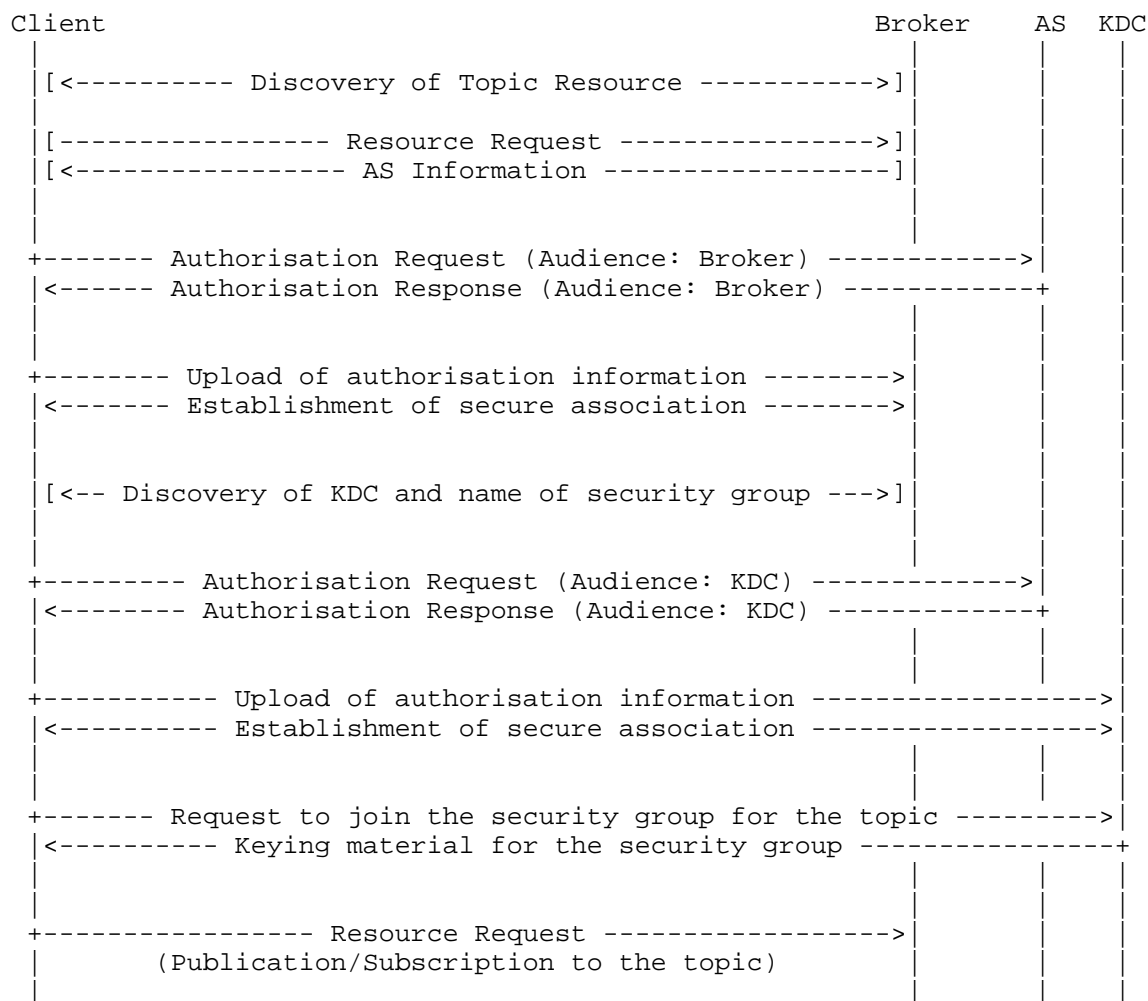 Client Broker AS KDC
[<---------- Discovery of Topic Resource ----------->]
[----------------- Resource Request ---------------->]
[<----------------- AS Information ------------------]
+------- Authorisation Request (Audience: Broker) ------------>
<------ Authorisation Response (Audience: Broker) ------------+
+-------- Upload of authorisation information -------->
<------- Establishment of secure association -------->
[<-- Discovery of KDC and name of security group --->]
+--------- Authorisation Request (Audience: KDC) ------------->
<-------- Authorisation Response (Audience: KDC) -------------+
+----------- Upload of authorisation information ------------------>
<---------- Establishment of secure association ------------------>
+------- Request to join the security group for the topic --------->
<---------- Keying material for the security group ----------------+
+----------------- Resource Request ------------------>
(Publication/Subscription to the topic)